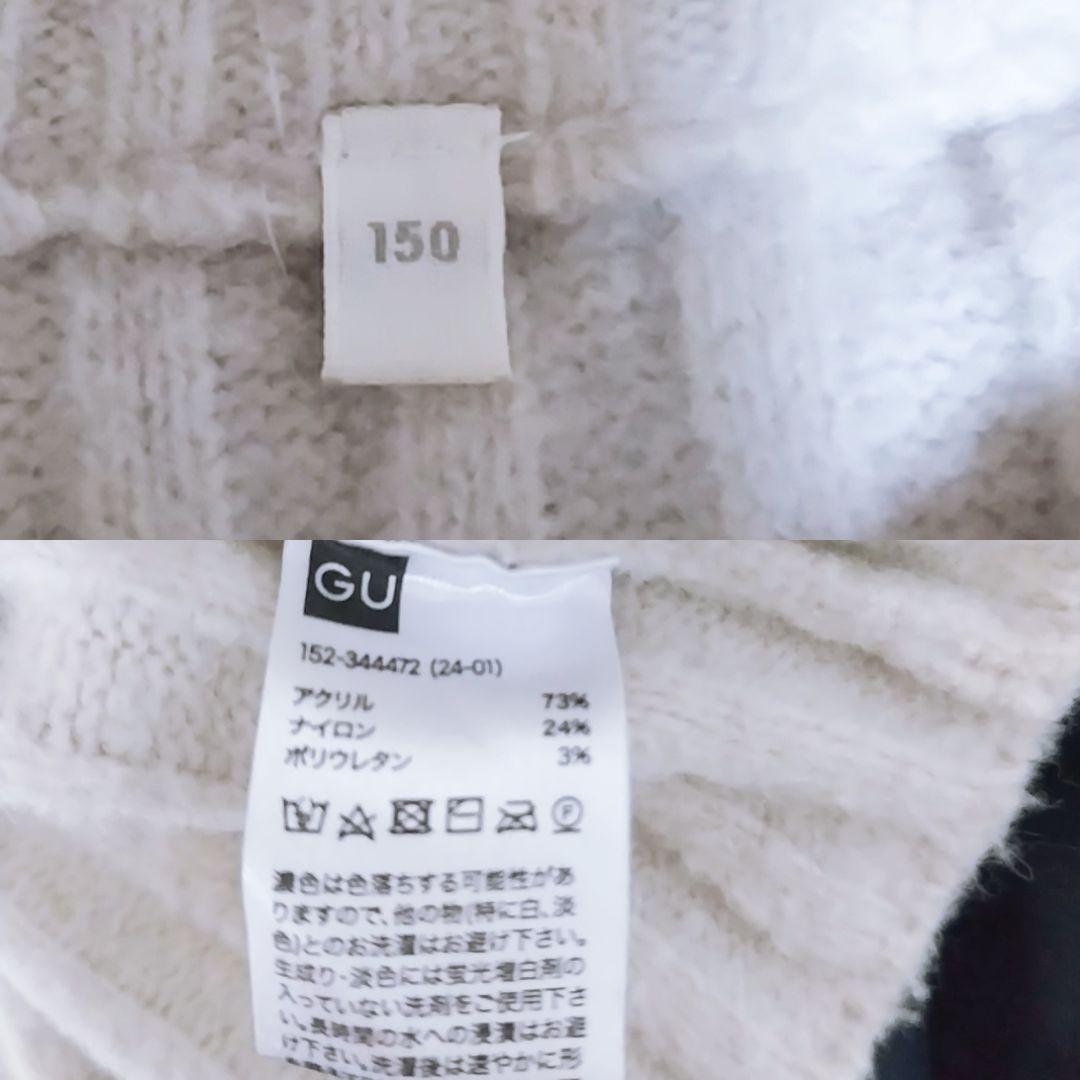 150
GU
152-344472 (24-01)
アクリル 73%
ナイロン 24%
ポリウレタン 3%
F
濃色は色落ちする可能性があ
りますので、他の物(特に白、淡
色)とのお洗濯はお避け下さい。
生成り・淡色には蛍光増白剤の
入っていない洗剤をご使用下さ
い。長時間の水への浸漬はお避
け下さい。洗濯後は速やかに形